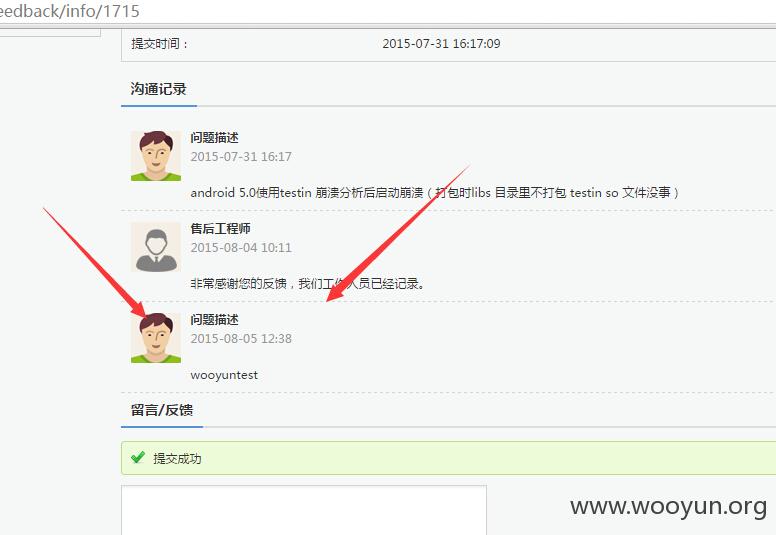 eedback/info/1715
提交时间： 2015-07-31 16:17:09
沟通记录
问题描述
2015-07-31 16:17
android 5.0使用testin 崩溃分析后启动崩溃（打包时libs 目录里不打包 testin so 文件没事）
售后工程师
2015-08-04 10:11
非常感谢您的反馈，我们工作人员已经记录。
问题描述
2015-08-05 12:38
wooyuntest
留言/反馈
提交成功
www.wooyun.org